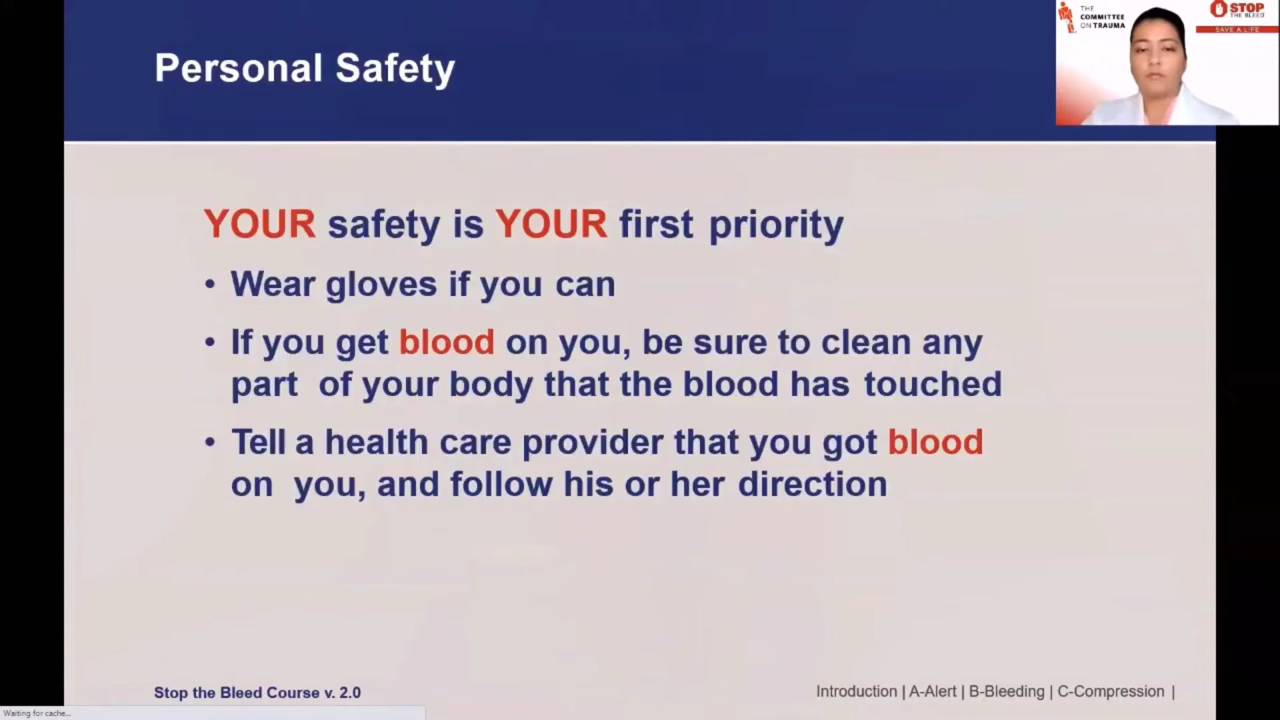 Personal Safety
THE
COMMITTEE
ON TRAUMA
STOP
THE BLEED
SAVE A LIFE
YOUR safety is YOUR first priority
• Wear gloves if you can
• If you get blood on you, be sure to clean any
part of your body that the blood has touched
• Tell a health care provider that you got blood
on you, and follow his or her direction
Stop the Bleed Course v. 2.0
Introduction | A-Alert | B-Bleeding | C-Compression |
Waiting for cache...